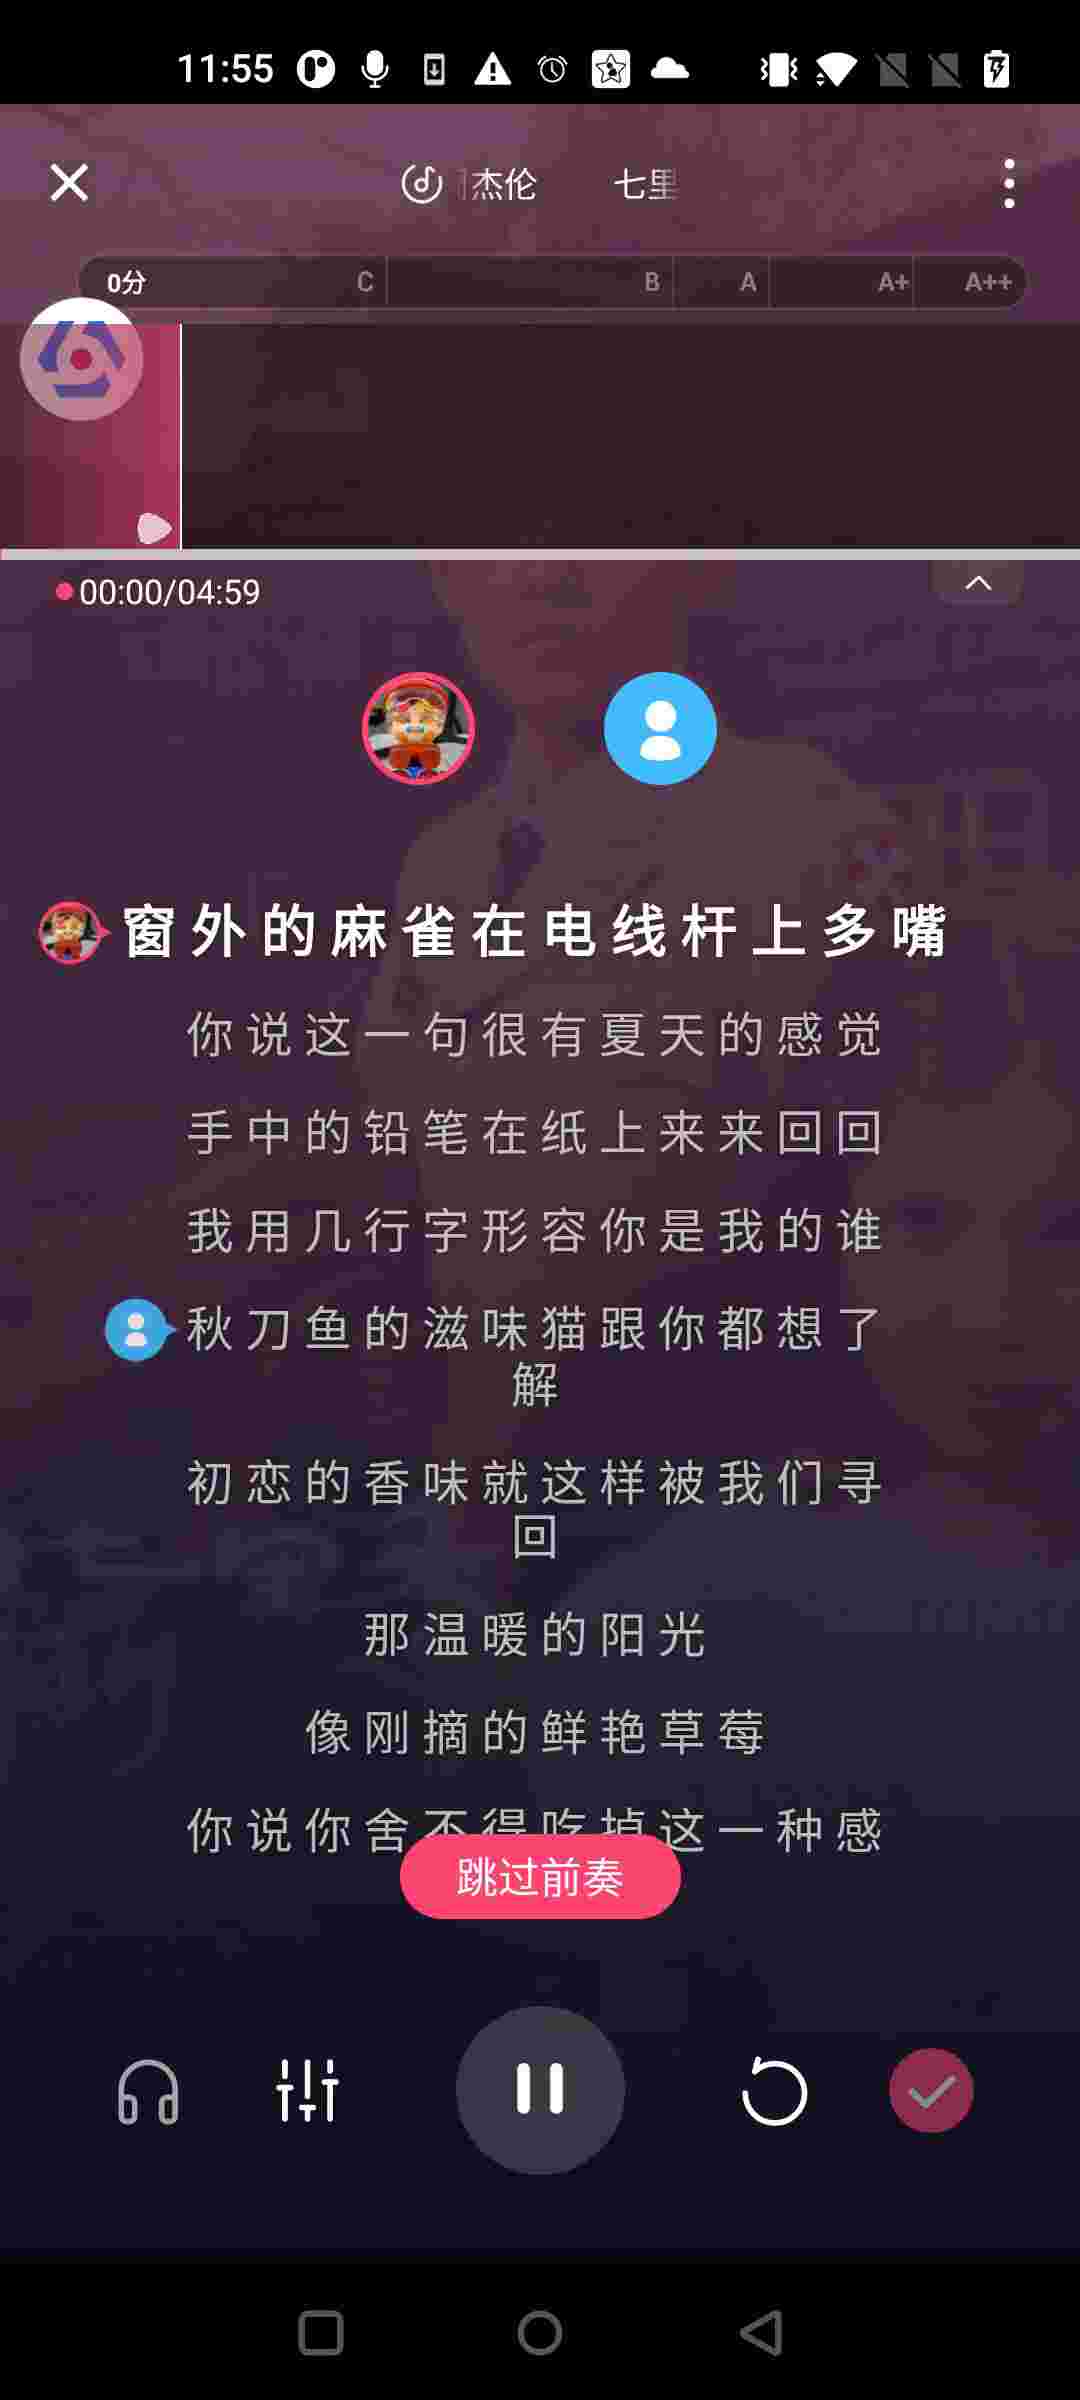 11:55
杰伦 七里
0分 C B A A+ A++
00:00/04:59
窗外的麻雀在电线杆上多嘴
你说这一句很有夏天的感觉
手中的铅笔在纸上来来回回
我用几行字形容你是我的谁
秋刀鱼的滋味猫跟你都想了
解
初恋的香味就这样被我们寻
回
那温暖的阳光
像刚摘的鲜艳草莓
你说你舍不得吃掉这一种感
跳过前奏